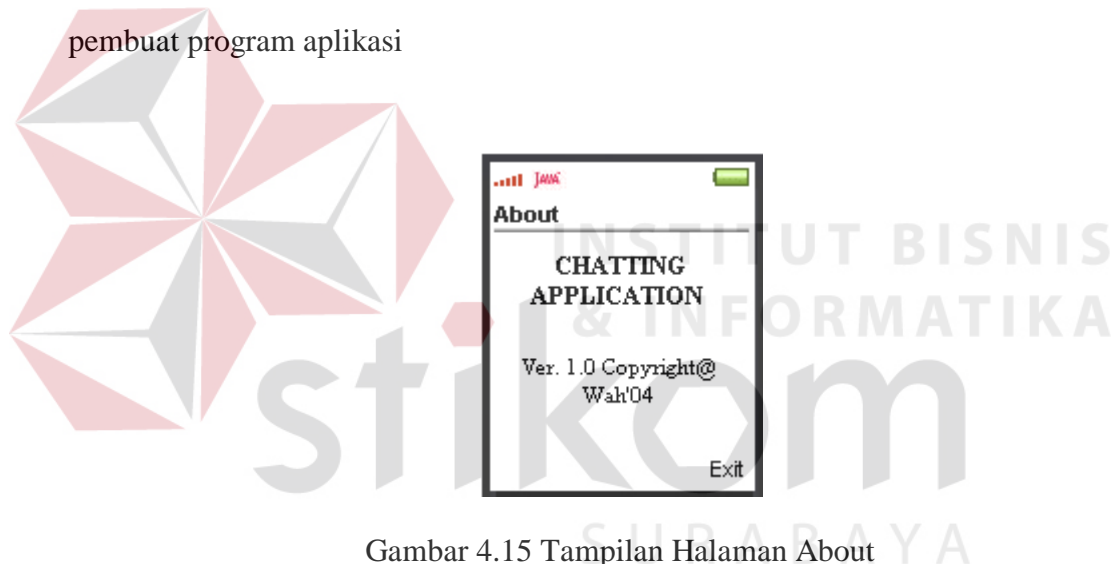 pembuat program aplikasi
JAVA
About
CHATTING
APPLICATION
Ver. 1.0 Copyright@
Wah'04
Exit
INSTITUT BISNIS
& INFORMATIKA
stikom
SURABAYA
Gambar 4.15 Tampilan Halaman About